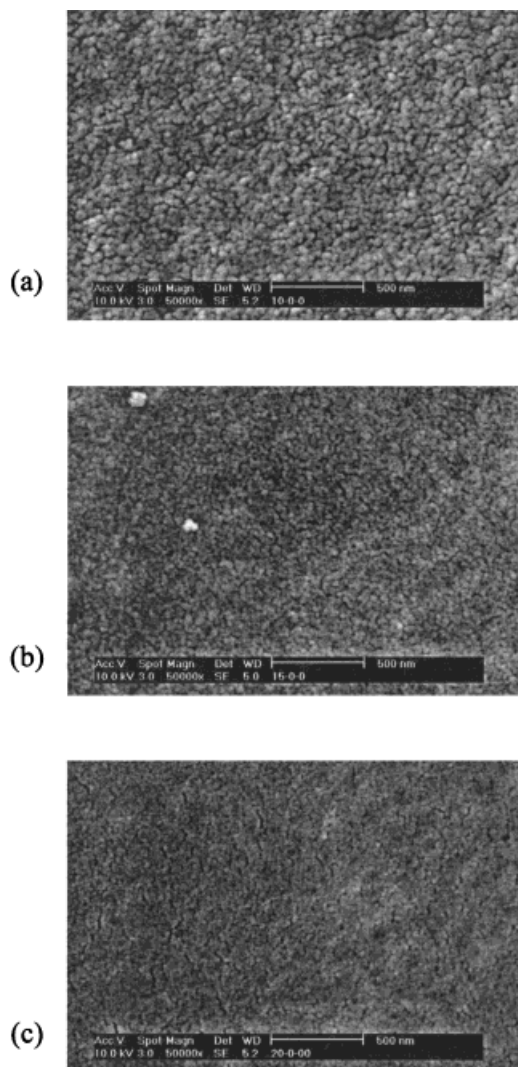 (a)
Acc.V Spot Magn Det WD 500 nm
10.0 kV 3.0 50000x SE 5.2 10-0-0
(b)
Acc.V Spot Magn Det WD 500 nm
10.0 kV 3.0 50000x SE 5.0 15-0-0
(c)
Acc.V Spot Magn Det WD 500 nm
10.0 kV 3.0 50000x SE 5.2 20-0-00